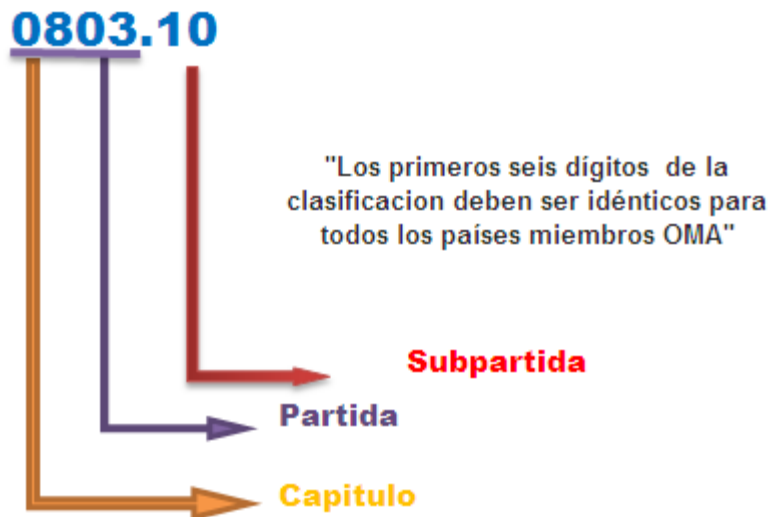 0803.10
"Los primeros seis dígitos de la
clasificacion deben ser idénticos para
todos los países miembros OMA"
Subpartida
Partida
Capitulo